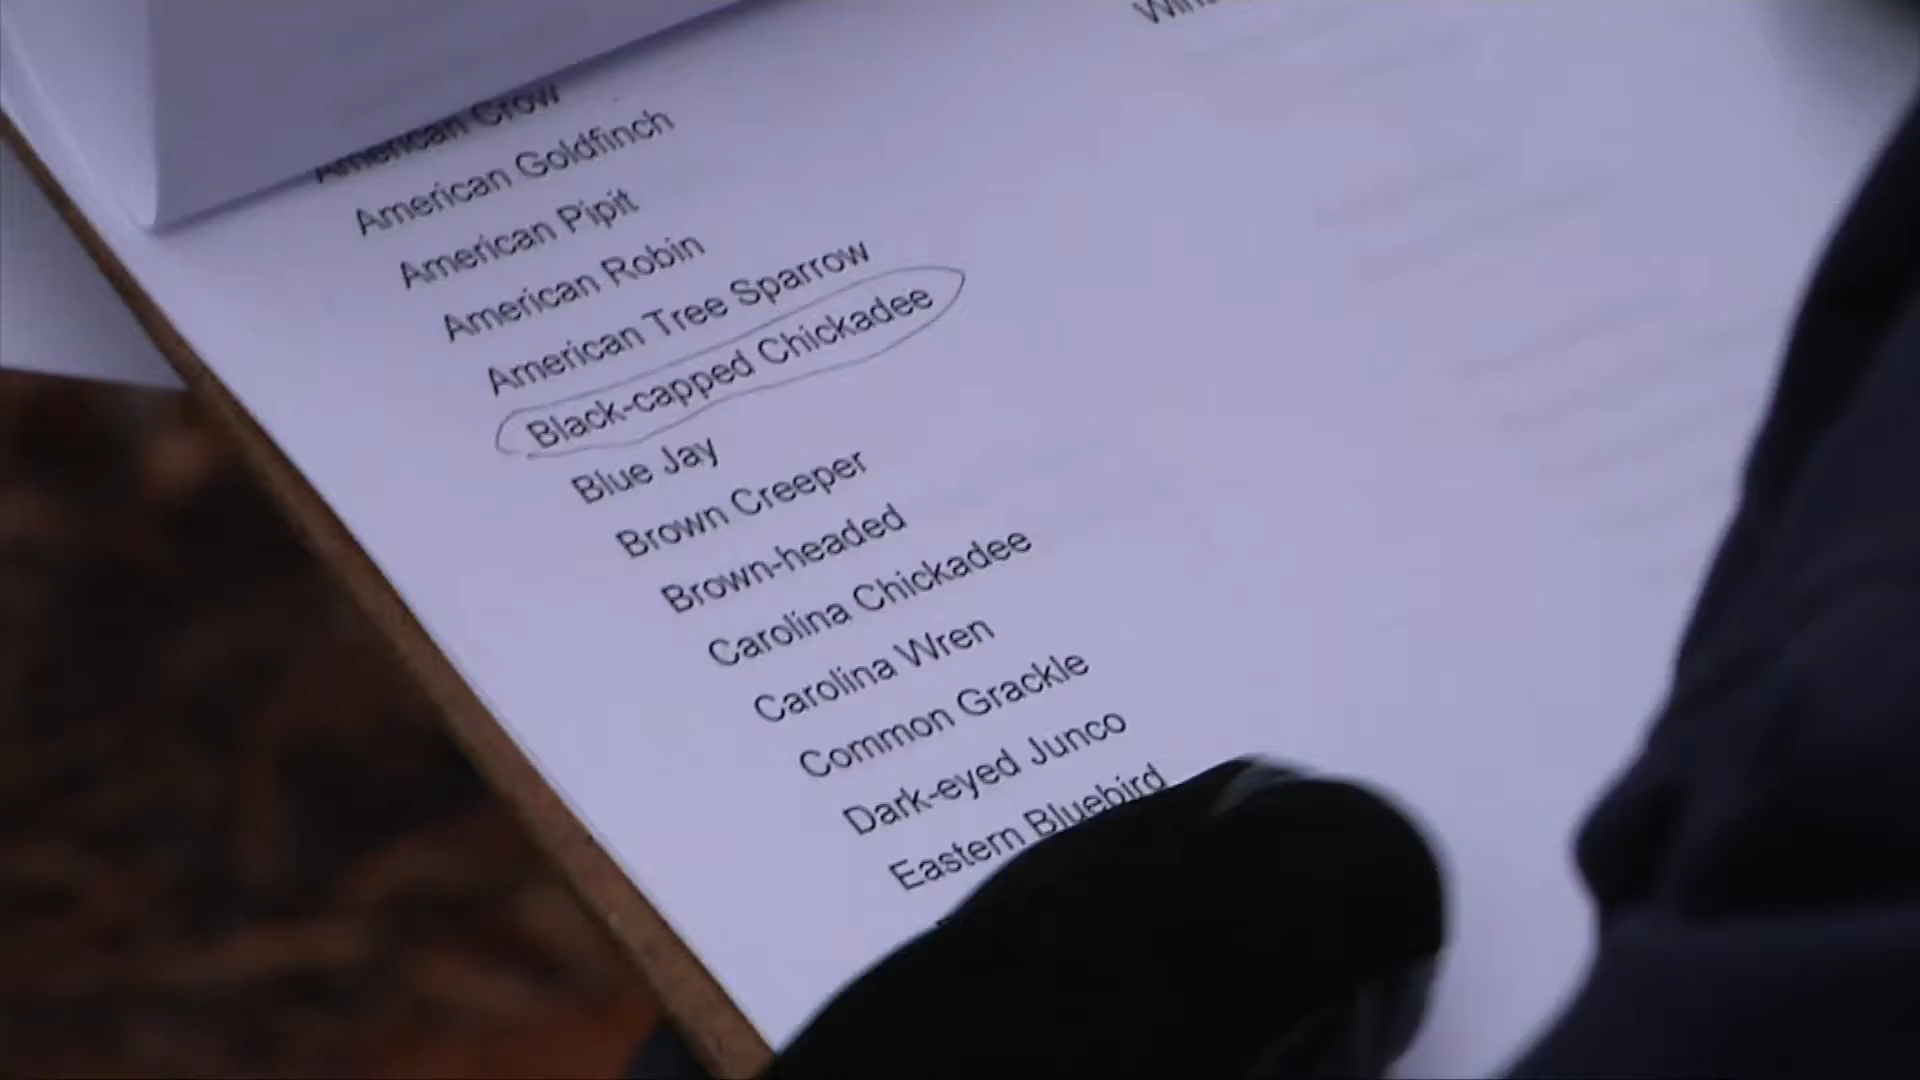 American Crow
American Goldfinch
American Pipit
American Robin
American Tree Sparrow
Black-capped Chickadee
Blue Jay
Brown Creeper
Brown-headed
Carolina Chickadee
Carolina Wren
Common Grackle
Dark-eyed Junco
Eastern Bluebird